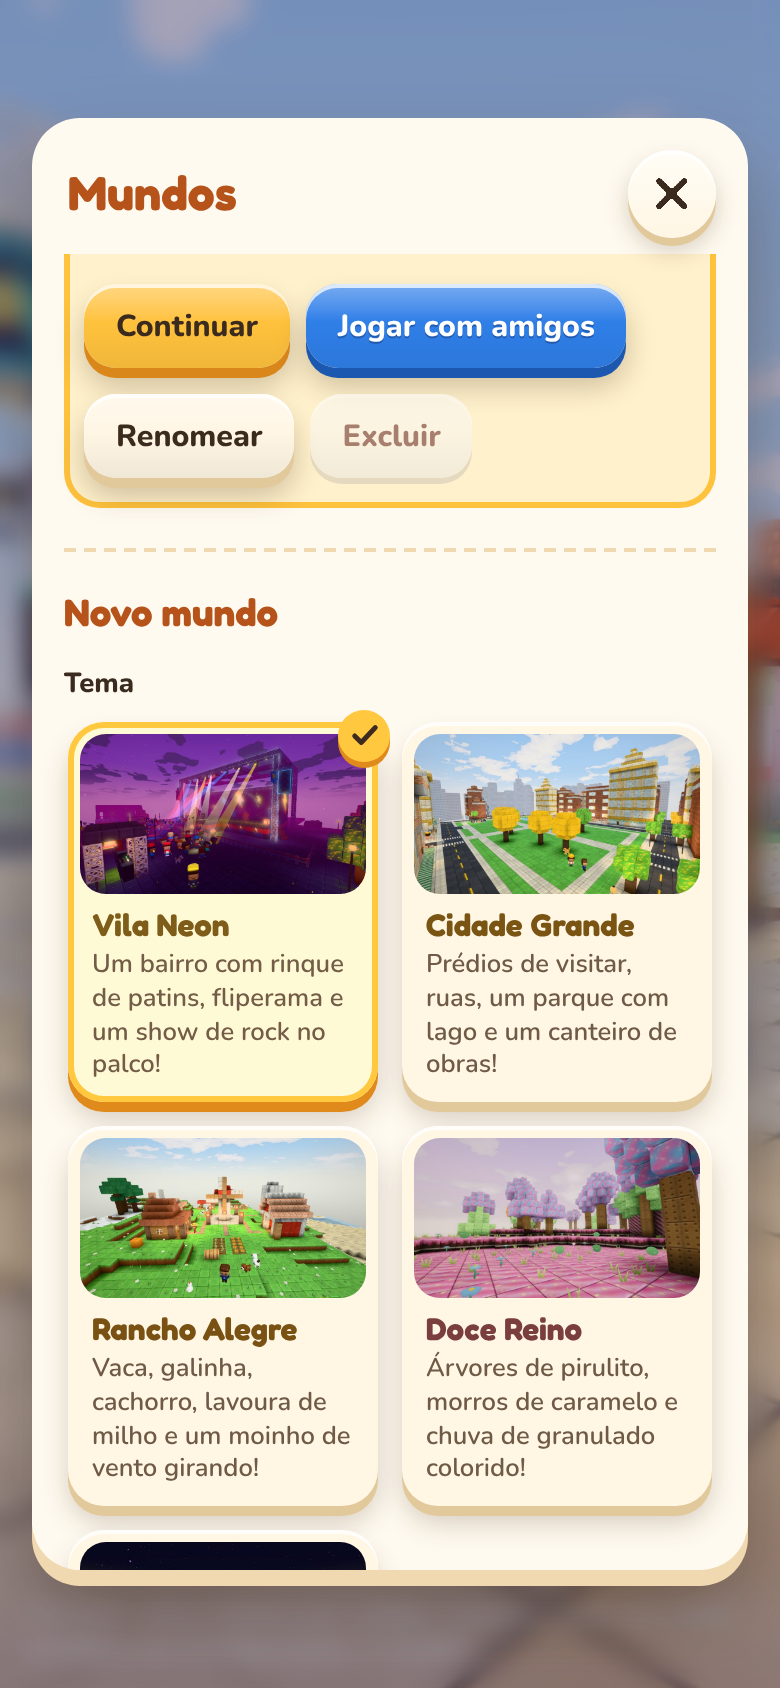 Mundos
Continuar
Jogar com amigos
Renomear
Excluir
Novo mundo
Tema
Vila Neon
Um bairro com rinque
de patins, fliperama e
um show de rock no
palco!
Cidade Grande
Prédios de visitar,
ruas, um parque com
lago e um canteiro de
obras!
Rancho Alegre
Vaca, galinha,
cachorro, lavoura de
milho e um moinho de
vento girando!
Doce Reino
Árvores de pirulito,
morros de caramelo e
chuva de granulado
colorido!